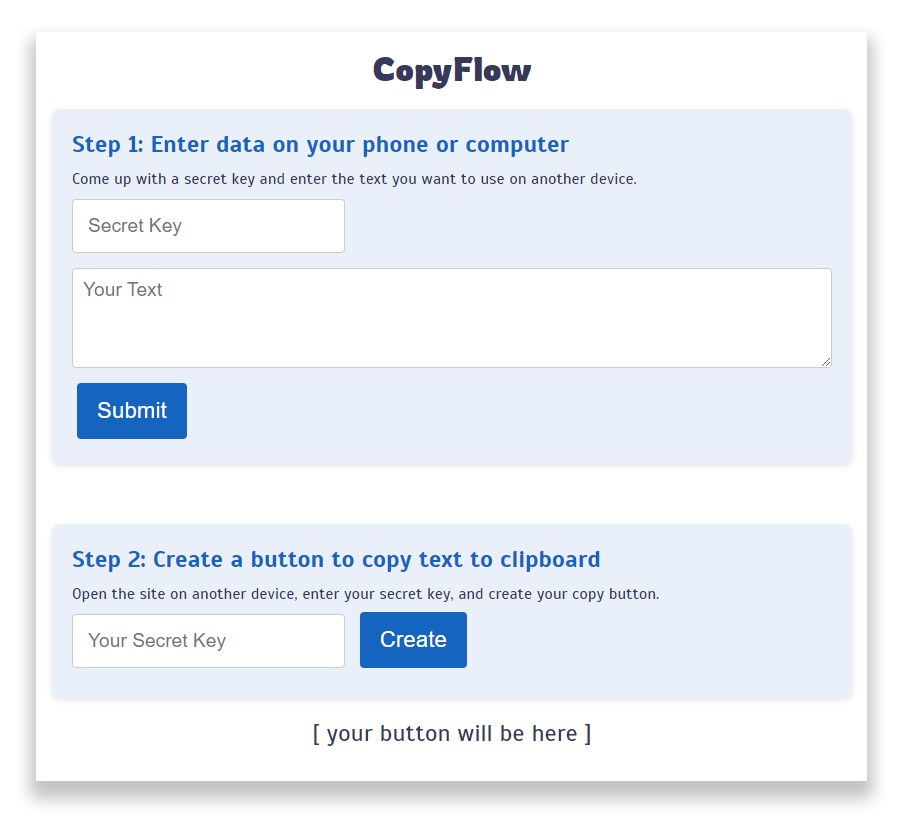 CopyFlow
Step 1: Enter data on your phone or computer
Come up with a secret key and enter the text you want to use on another device.
Secret Key
Your Text
Submit
Step 2: Create a button to copy text to clipboard
Open the site on another device, enter your secret key, and create your copy button.
Your Secret Key
Create
[ your button will be here ]